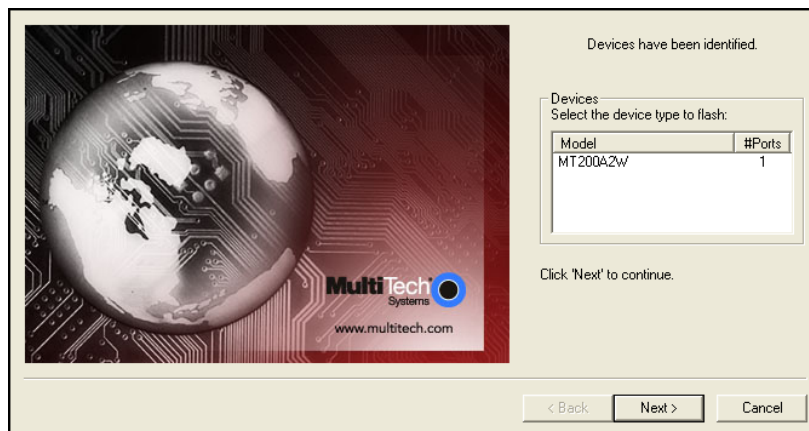 Devices have been identified.
Devices
Select the device type to flash:
Model #Ports
MT200A2W 1
Click 'Next' to continue.
MultiTech
Systems
www.multitech.com
< Back Next > Cancel